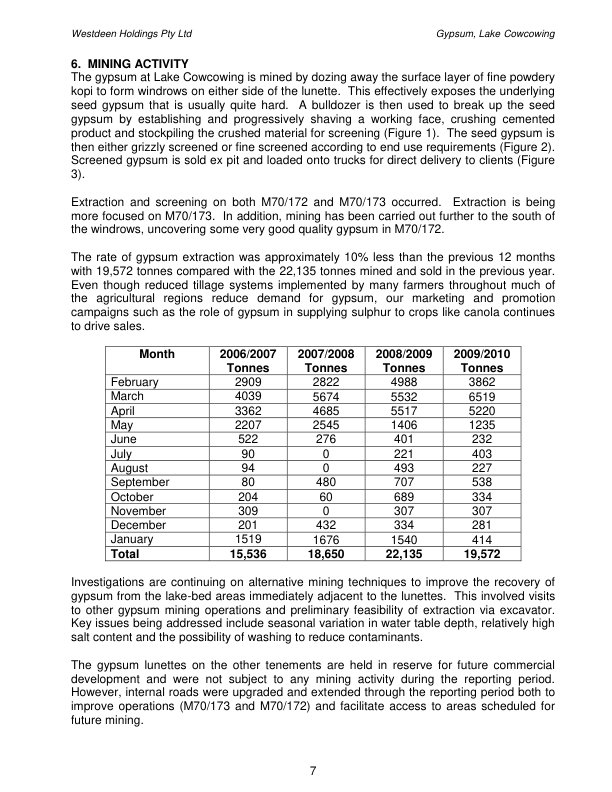 Westdeen Holdings Pty Ltd Gypsum, Lake Cowcowing
6. MINING ACTIVITY
The gypsum at Lake Cowcowing is mined by dozing away the surface layer of fine powdery
kopi to form windrows on either side of the lunette. This effectively exposes the underlying
seed gypsum that is usually quite hard. A bulldozer is then used to break up the seed
gypsum by establishing and progressively shaving a working face, crushing cemented
product and stockpiling the crushed material for screening (Figure 1). The seed gypsum is
then either grizzly screened or fine screened according to end use requirements (Figure 2).
Screened gypsum is sold ex pit and loaded onto trucks for direct delivery to clients (Figure
3).
Extraction and screening on both M70/172 and M70/173 occurred. Extraction is being
more focused on M70/173. In addition, mining has been carried out further to the south of
the windrows, uncovering some very good quality gypsum in M70/172.
The rate of gypsum extraction was approximately 10% less than the previous 12 months
with 19,572 tonnes compared with the 22,135 tonnes mined and sold in the previous year.
Even though reduced tillage systems implemented by many farmers throughout much of
the agricultural regions reduce demand for gypsum, our marketing and promotion
campaigns such as the role of gypsum in supplying sulphur to crops like canola continues
to drive sales.
Month 2006/2007 2007/2008 2008/2009 2009/2010
Tonnes Tonnes Tonnes Tonnes
February 2909 2822 4988 3862
March 4039 5674 5532 6519
April 3362 4685 5517 5220
May 2207 2545 1406 1235
June 522 276 401 232
July 90 0 221 403
August 94 0 493 227
September 80 480 707 538
October 204 60 689 334
November 309 0 307 307
December 201 432 334 281
January 1519 1676 1540 414
Total 15,536 18,650 22,135 19,572
Investigations are continuing on alternative mining techniques to improve the recovery of
gypsum from the lake-bed areas immediately adjacent to the lunettes. This involved visits
to other gypsum mining operations and preliminary feasibility of extraction via excavator.
Key issues being addressed include seasonal variation in water table depth, relatively high
salt content and the possibility of washing to reduce contaminants.
The gypsum lunettes on the other tenements are held in reserve for future commercial
development and were not subject to any mining activity during the reporting period.
However, internal roads were upgraded and extended through the reporting period both to
improve operations (M70/173 and M70/172) and facilitate access to areas scheduled for
future mining.
7